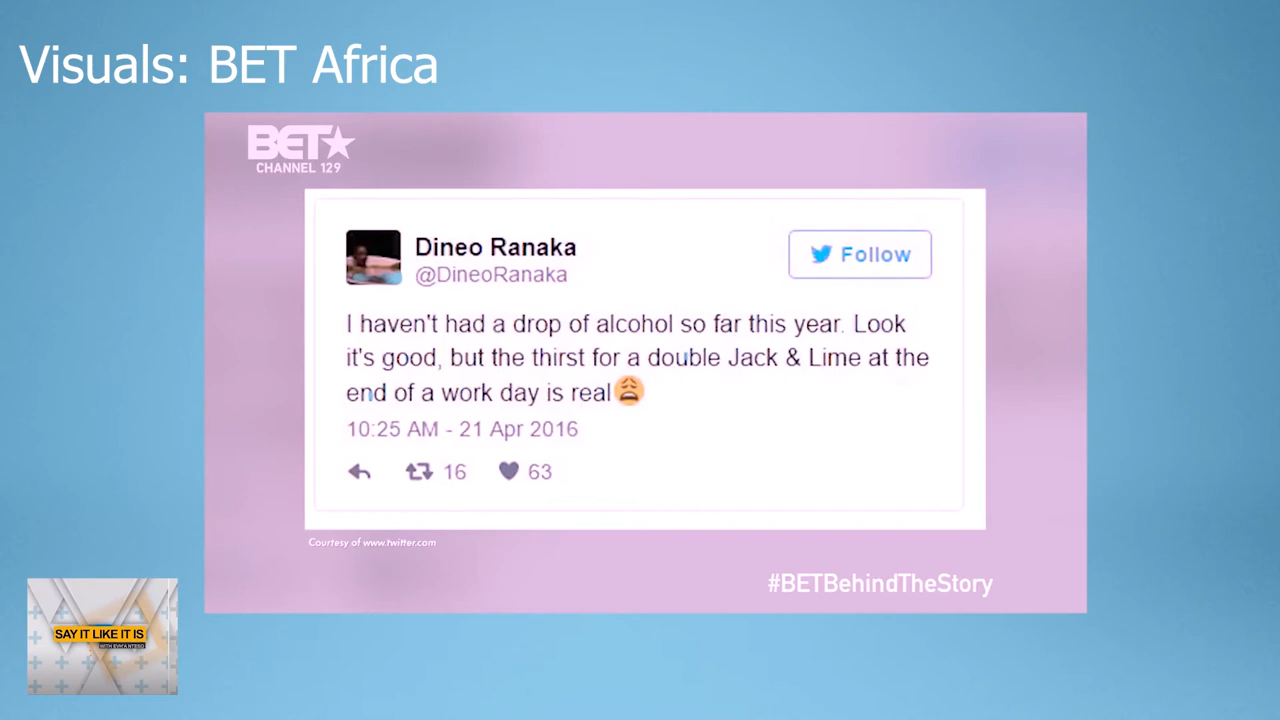 Visuals: BET Africa
BET
CHANNEL 129
Dineo Ranaka
@DineoRanaka
Follow
I haven't had a drop of alcohol so far this year. Look
it's good, but the thirst for a double Jack & Lime at the
end of a work day is real😩
10:25 AM - 21 Apr 2016
16 63
Courtesy of www.twitter.com
#BETBehindTheStory
SAY IT LIKE IT IS